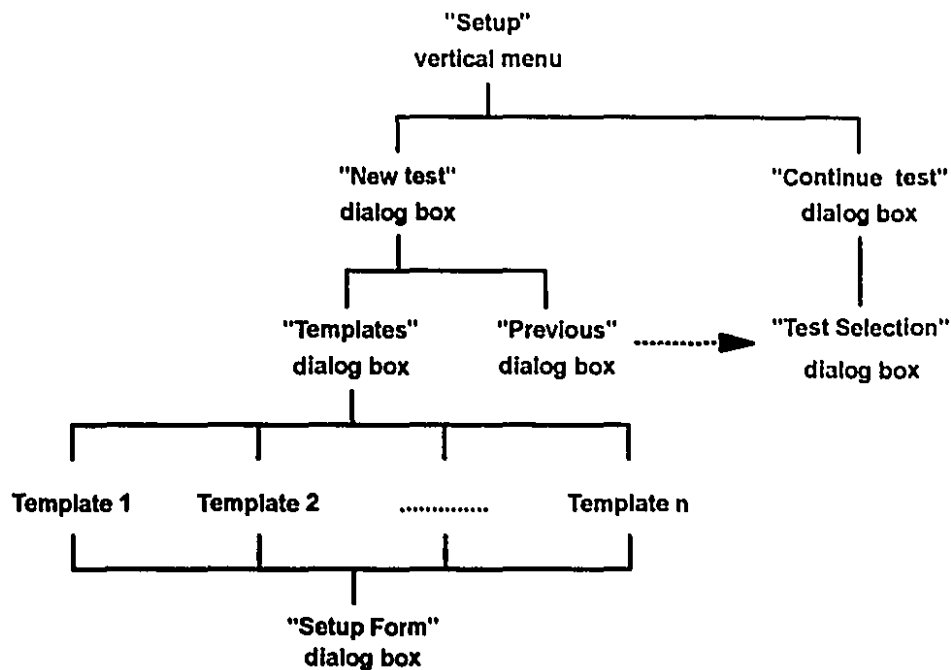 "Setup"
vertical menu
"New test"
dialog box
"Continue test"
dialog box
"Templates"
dialog box
"Previous"
dialog box
"Test Selection"
dialog box
Template 1
Template 2
..............
Template n
"Setup Form"
dialog box